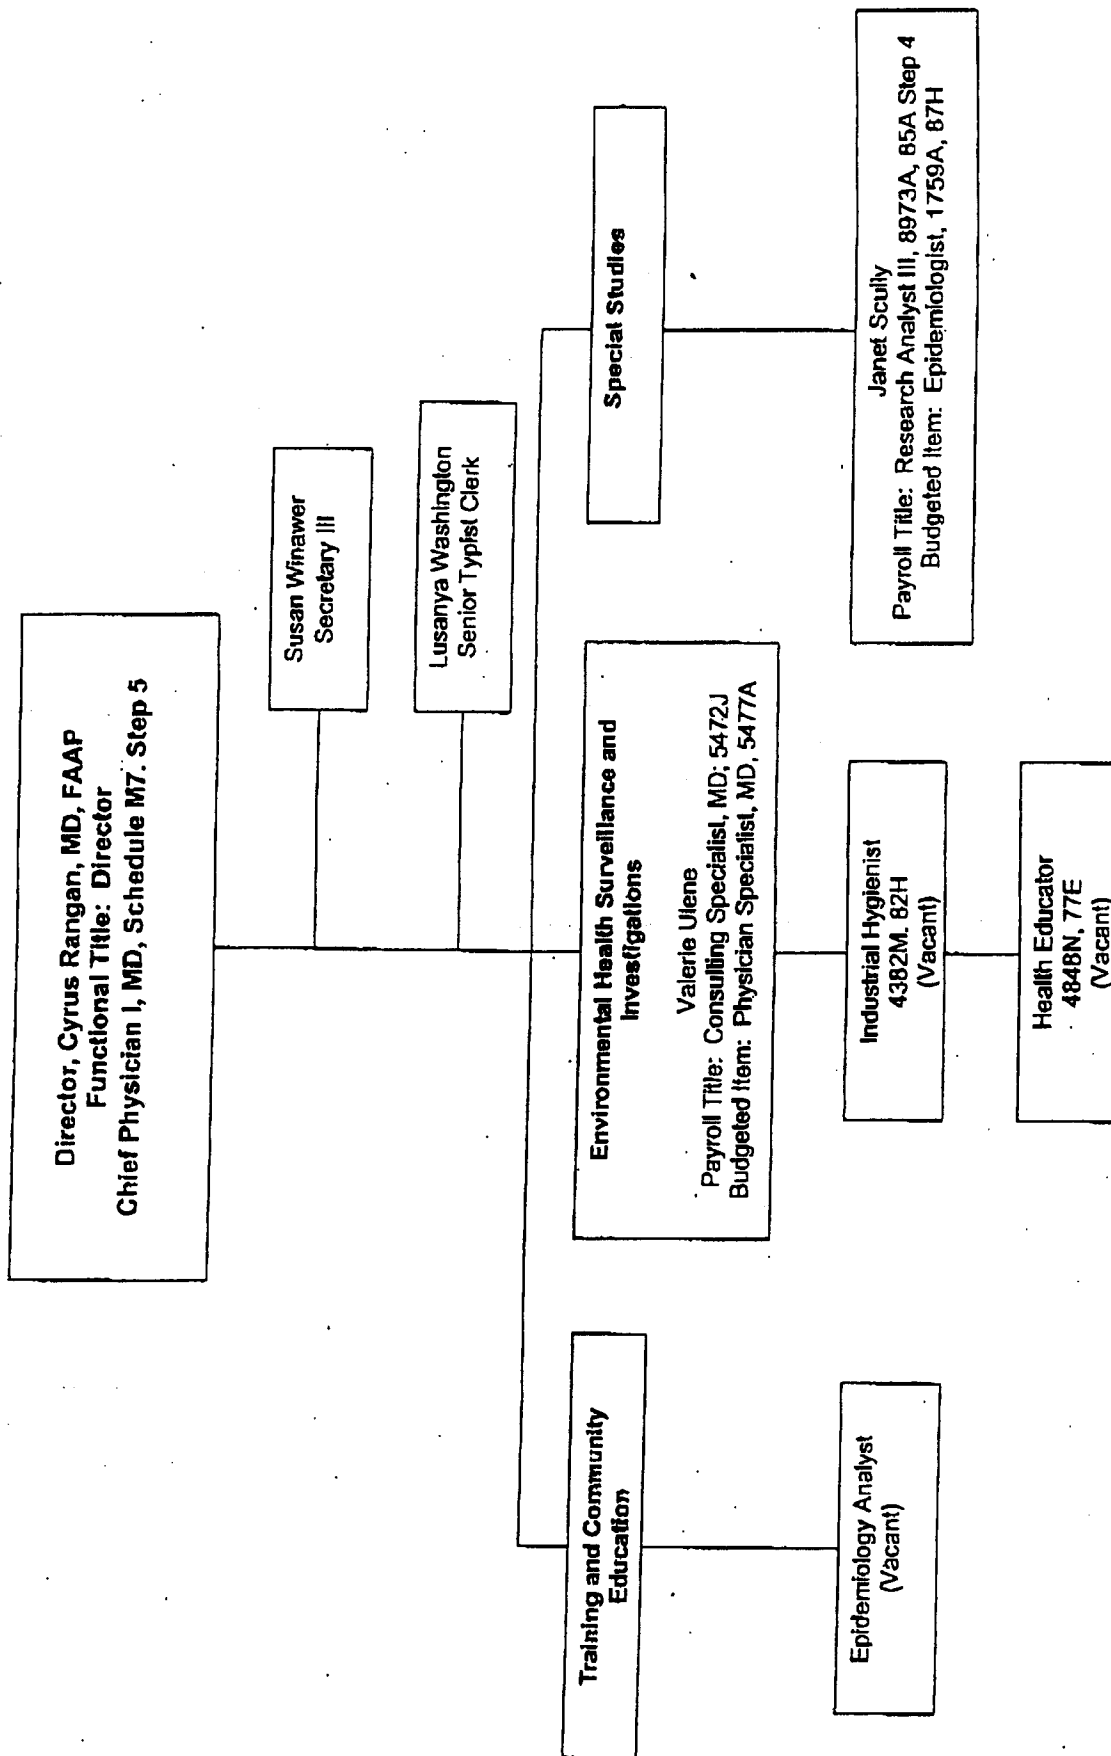 Director, Cyrus Rangan, MD, FAAP
Functional Title: Director
Chief Physician I, MD, Schedule M7. Step 5
Susan Winawer
Secretary III
Lusanya Washington
Senior Typist Clerk
Training and Community
Education
Environmental Health Surveillance and
Investigations
Valerie Ulene
Payroll Title: Consulting Specialist, MD; 5472J
Budgeted Item: Physician Specialist, MD, 5477A
Special Studies
Epidemiology Analyst
(Vacant)
Industrial Hygienist
4382M. 82H
(Vacant)
Janet Scully
Payroll Title: Research Analyst III, 8973A, 85A Step 4
Budgeted Item: Epidemiologist, 1759A, 87H
Health Educator
4848N, 77E
(Vacant)